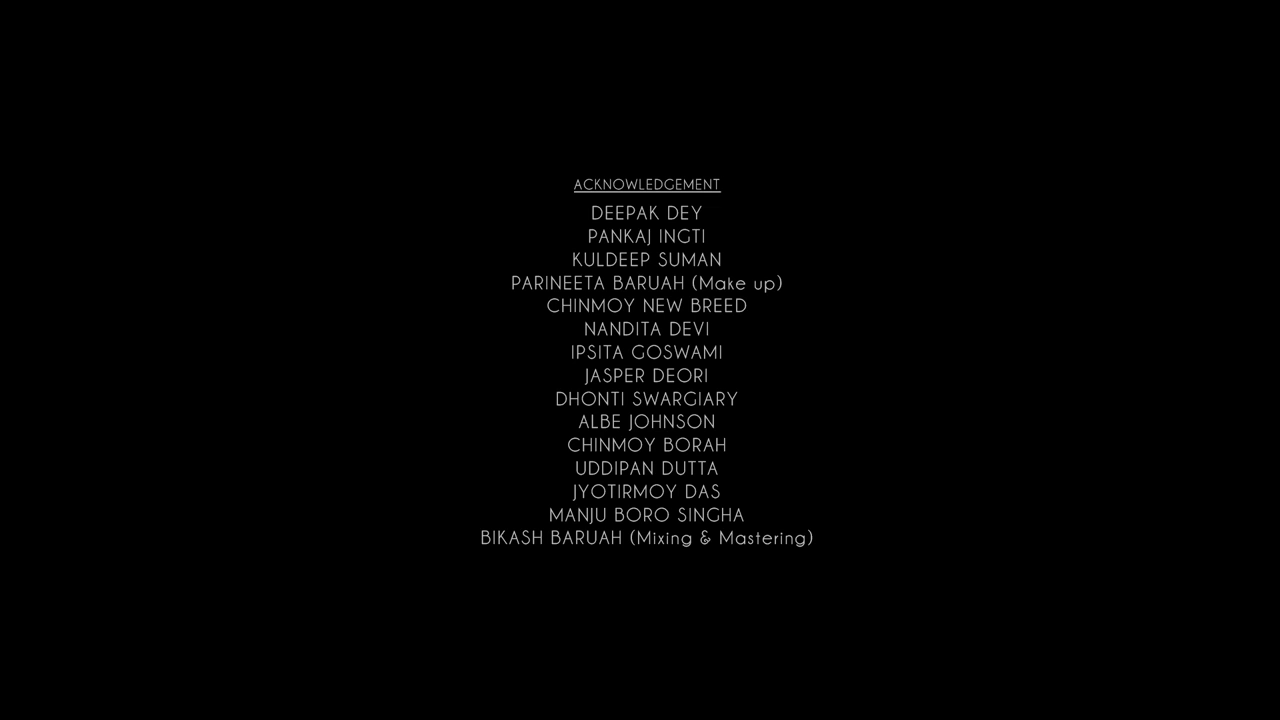 ACKNOWLEDGEMENT
DEEPAK DEY
PANKAJ INGTI
KULDEEP SUMAN
PARINEETA BARUAH (Make up)
CHINMOY NEW BREED
NANDITA DEVI
IPSITA GOSWAMI
JASPER DEORI
DHONTI SWARGIARY
ALBE JOHNSON
CHINMOY BORAH
UDDIPAN DUTTA
JYOTIRMOY DAS
MANJU BORO SINGHA
BIKASH BARUAH (Mixing & Mastering)